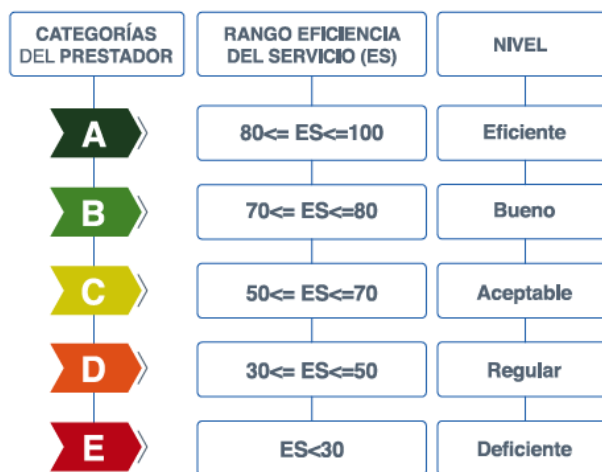 CATEGORÍAS
DEL PRESTADOR
RANGO EFICIENCIA
DEL SERVICIO (ES)
NIVEL
A
80<= ES<=100
Eficiente
B
70<= ES<=80
Bueno
C
50<= ES<=70
Aceptable
D
30<= ES<=50
Regular
E
ES<30
Deficiente